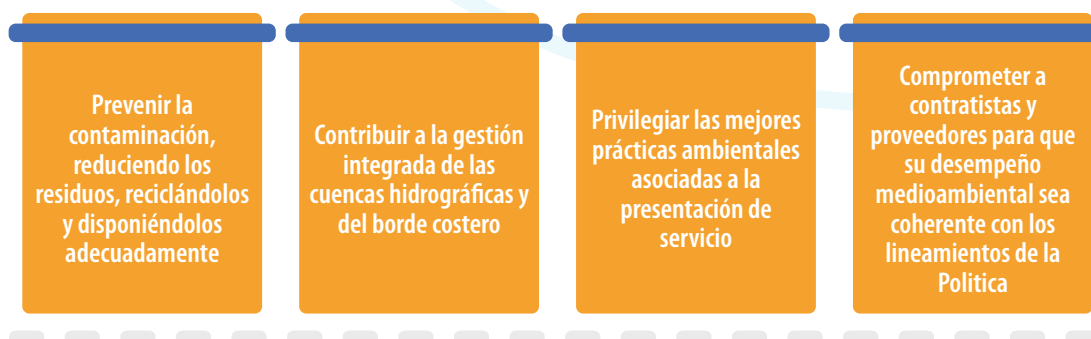 Prevenir la
contaminación,
reduciendo los
residuos, reciclándolos
y disponiéndolos
adecuadamente
Contribuir a la gestión
integrada de las
cuencas hidrográficas y
del borde costero
Privilegiar las mejores
prácticas ambientales
asociadas a la
presentación de
servicio
Comprometer a
contratistas y
proveedores para que
su desempeño
medioambiental sea
coherente con los
lineamientos de la
Politica